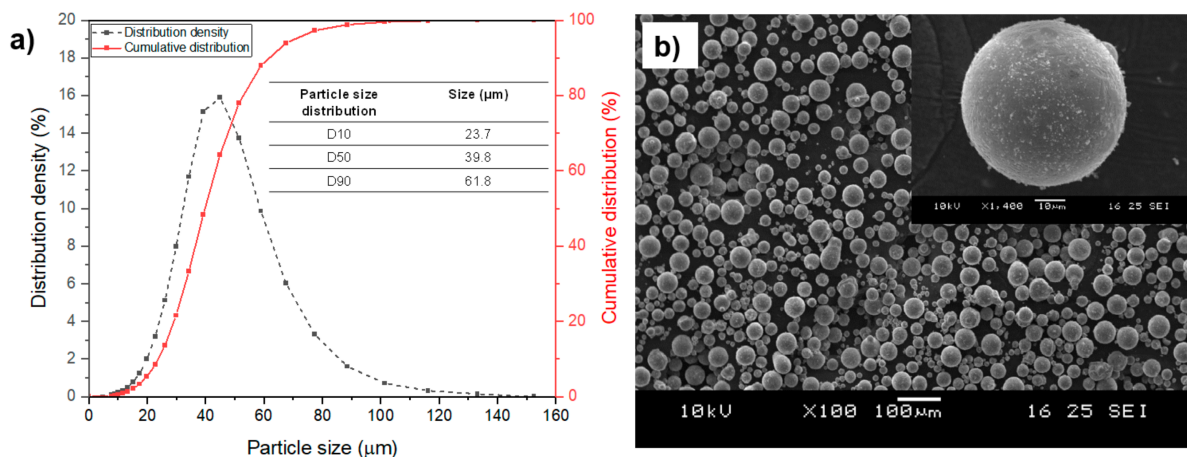 a)
Distribution density
Cumulative distribution
Distribution density (%)
20
18
16
14
12
10
8
6
4
2
0
Particle size distribution Size (μm)
D10 23.7
D50 39.8
D90 61.8
100
80
60
40
20
0
Cumulative distribution (%)
0 20 40 60 80 100 120 140 160
Particle size (μm)
b)
10kV X1,400 10μm 16 25 SEI
10kV X100 100μm 16 25 SEI